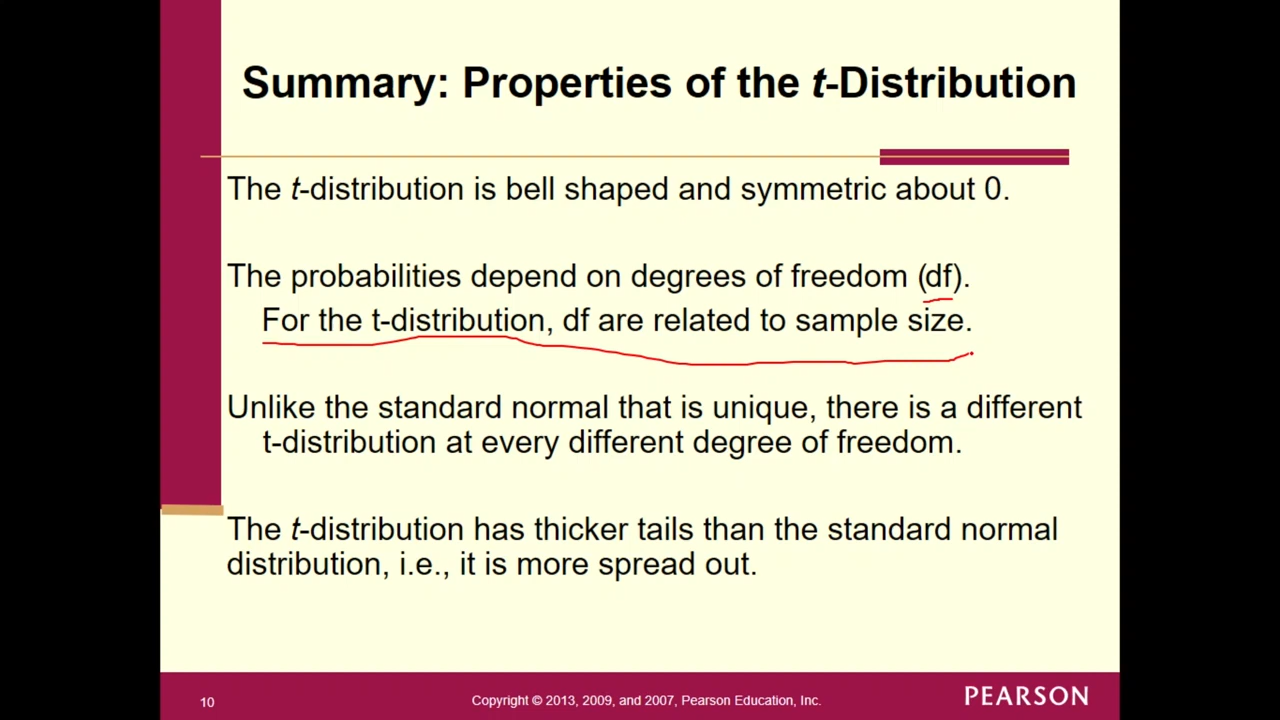 Summary: Properties of the t-Distribution
The t-distribution is bell shaped and symmetric about 0.
The probabilities depend on degrees of freedom (df).
For the t-distribution, df are related to sample size.
Unlike the standard normal that is unique, there is a different
t-distribution at every different degree of freedom.
The t-distribution has thicker tails than the standard normal
distribution, i.e., it is more spread out.
10
Copyright © 2013, 2009, and 2007, Pearson Education, Inc.
PEARSON